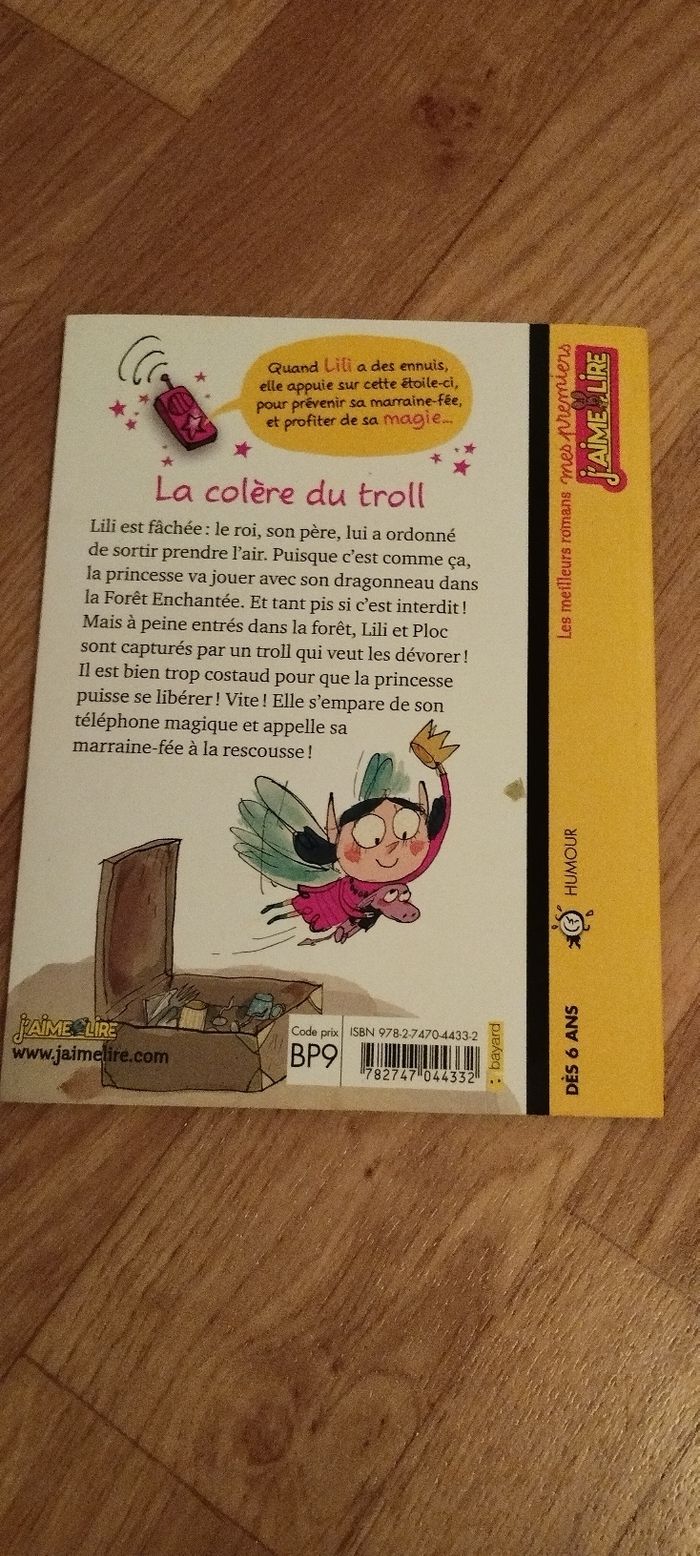 Quand Lili a des ennuis,
elle appuie sur cette étoile-ci,
pour prévenir sa marraine-fée,
et profiter de sa magie...
La colère du troll
Lili est fâchée : le roi, son père, lui a ordonné
de sortir prendre l'air. Puisque c'est comme ça,
la princesse va jouer avec son dragonneau dans
la Forêt Enchantée. Et tant pis si c'est interdit !
Mais à peine entrés dans la forêt, Lili et Ploc
sont capturés par un troll qui veut les dévorer !
Il est bien trop costaud pour que la princesse
puisse se libérer ! Vite ! Elle s'empare de son
téléphone magique et appelle sa
marraine-fée à la rescousse !
J'AIME LIRE
www.jaimelire.com
Code prix
BP9
ISBN 978-2-7470-4433-2
782747 044332
bayard
Les meilleurs romans mes premiers
J'AIME LIRE
HUMOUR
DÈS 6 ANS